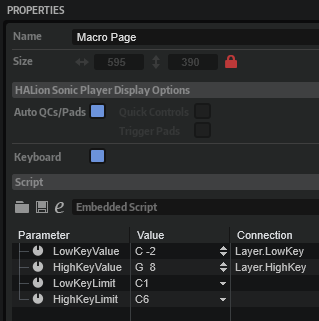 PROPERTIES
Name Macro Page
Size 595 390
HALion Sonic Player Display Options
Auto QCs/Pads Quick Controls
Trigger Pads
Keyboard
Script
e Embedded Script
Parameter Value Connection
LowKeyValue C -2 Layer.LowKey
HighKeyValue G 8 Layer.HighKey
LowKeyLimit C1
HighKeyLimit C6